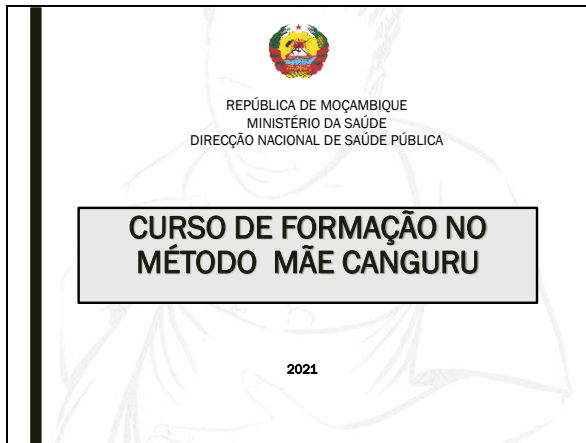 REPÚBLICA DE MOÇAMBIQUE
MINISTÉRIO DA SAÚDE
DIRECÇÃO NACIONAL DE SAÚDE PÚBLICA
CURSO DE FORMAÇÃO NO
MÉTODO MÃE CANGURU
2021